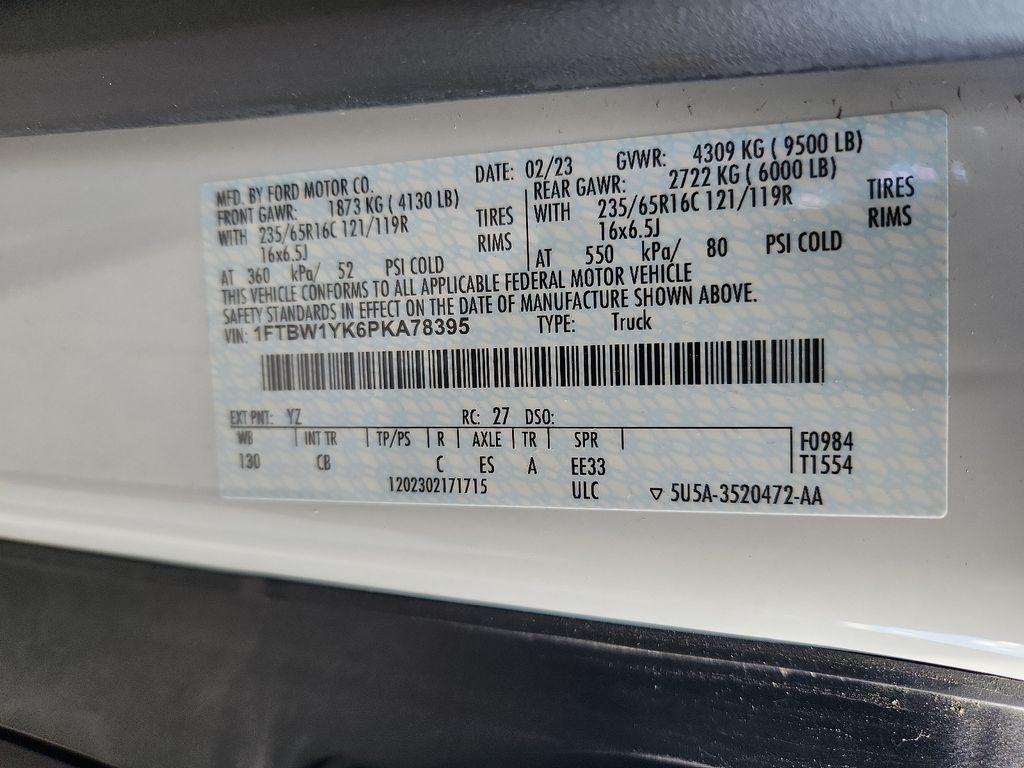 MFD. BY FORD MOTOR CO. DATE: 02/23 GVWR: 4309 KG ( 9500 LB)
FRONT GAWR: 1873 KG ( 4130 LB) REAR GAWR: 2722 KG ( 6000 LB)
WITH 235/65R16C 121/119R TIRES WITH 235/65R16C 121/119R TIRES
16x6.5J RIMS 16x6.5J RIMS
AT 360 kPa/ 52 PSI COLD AT 550 kPa/ 80 PSI COLD
THIS VEHICLE CONFORMS TO ALL APPLICABLE FEDERAL MOTOR VEHICLE
SAFETY STANDARDS IN EFFECT ON THE DATE OF MANUFACTURE SHOWN ABOVE.
VIN: 1FTBW1YK6PKA78395 TYPE: Truck
EXT PNT: YZ RC: 27 DSO:
WB INT TR TP/PS R AXLE TR SPR F0984
130 CB C ES A EE33 T1554
1202302171715 ULC ▽ 5U5A-3520472-AA